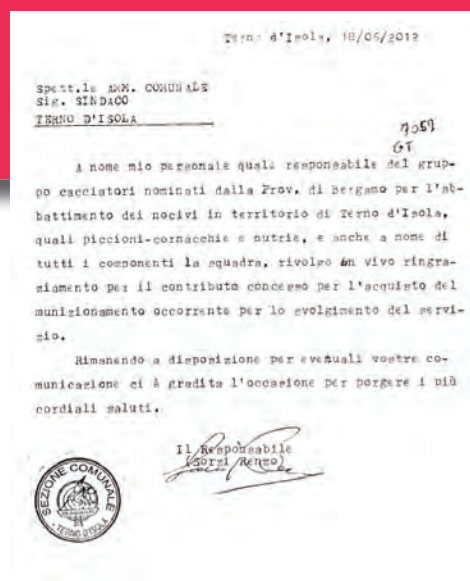 Terno d'Isola, 18/06/2012
Spett.le AMM. COMUNALE
Sig. SINDACO
TERNO D'ISOLA
7059
GT
A nome mio personale quale responsabile del grup-
po cacciatori nominati dalla Prov. di Bergamo per l'ab-
battimento dei nocivi in territorio di Terno d'Isola,
quali piccioni-cornacchie e nutrie, e anche a nome di
tutti i componenti la squadra, rivolgo un vivo ringra-
ziamento per il contributo concesso per l'acquisto del
munizionamento occorrente per lo svolgimento del servi-
zio.
Rimanendo a disposizione per eventuali vostre co-
municazione ci è gradita l'occasione per porgere i più
cordiali saluti.
Il Responsabile
(Sorzi Renzo)
SEZIONE COMUNALE
TERNO D'ISOLA